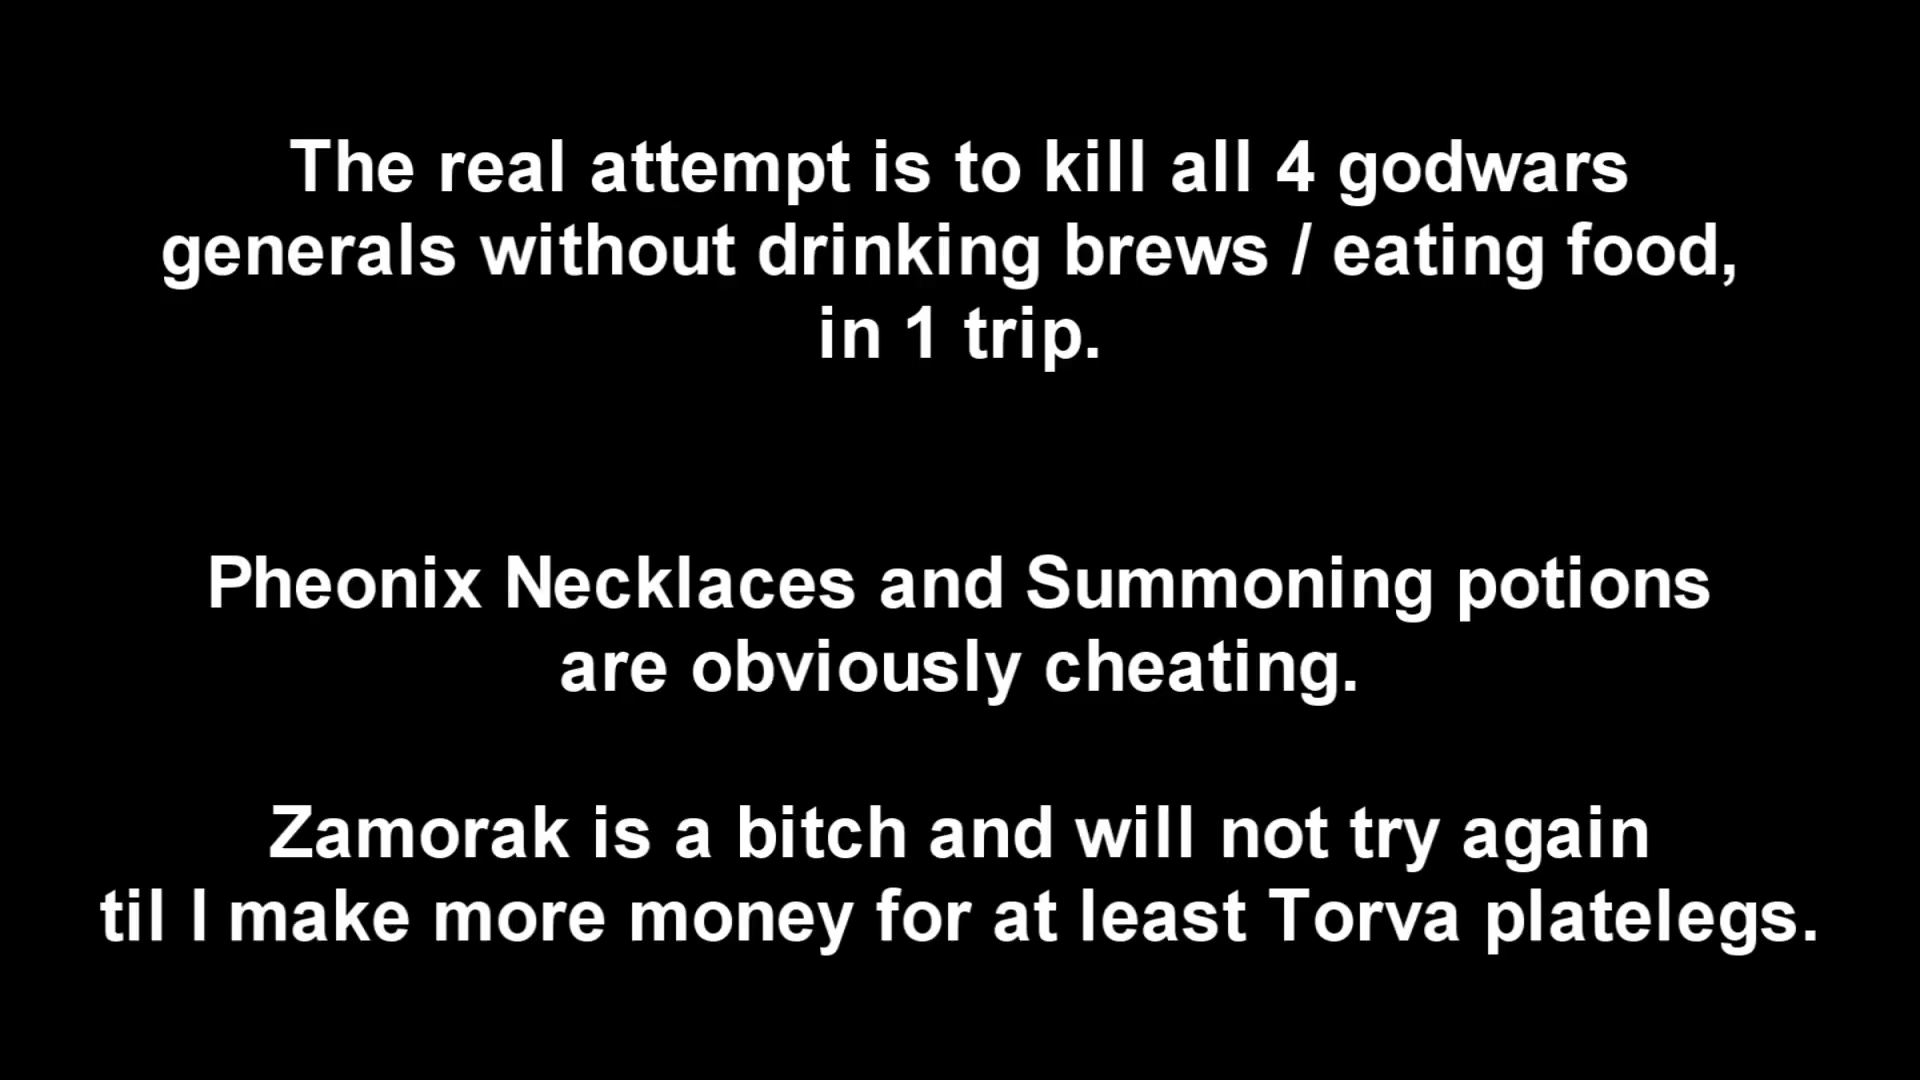 The real attempt is to kill all 4 godwars
generals without drinking brews / eating food,
in 1 trip.
Pheonix Necklaces and Summoning potions
are obviously cheating.
Zamorak is a bitch and will not try again
til I make more money for at least Torva platelegs.